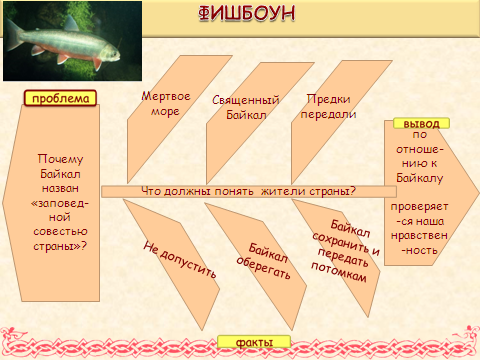 ФИШБОУН
проблема
Мертвое
море
Священный
Байкал
Предки
передали
вывод
Почему
Байкал
назван
«заповед-
ной
совестью
страны»?
Что должны понять жители страны?
по
отноше-
нию к
Байкалу
проверяет
-ся наша
нравствен
-ность
Не допустить
Байкал
оберегать
Байкал
сохранить и
передать
потомкам
факты